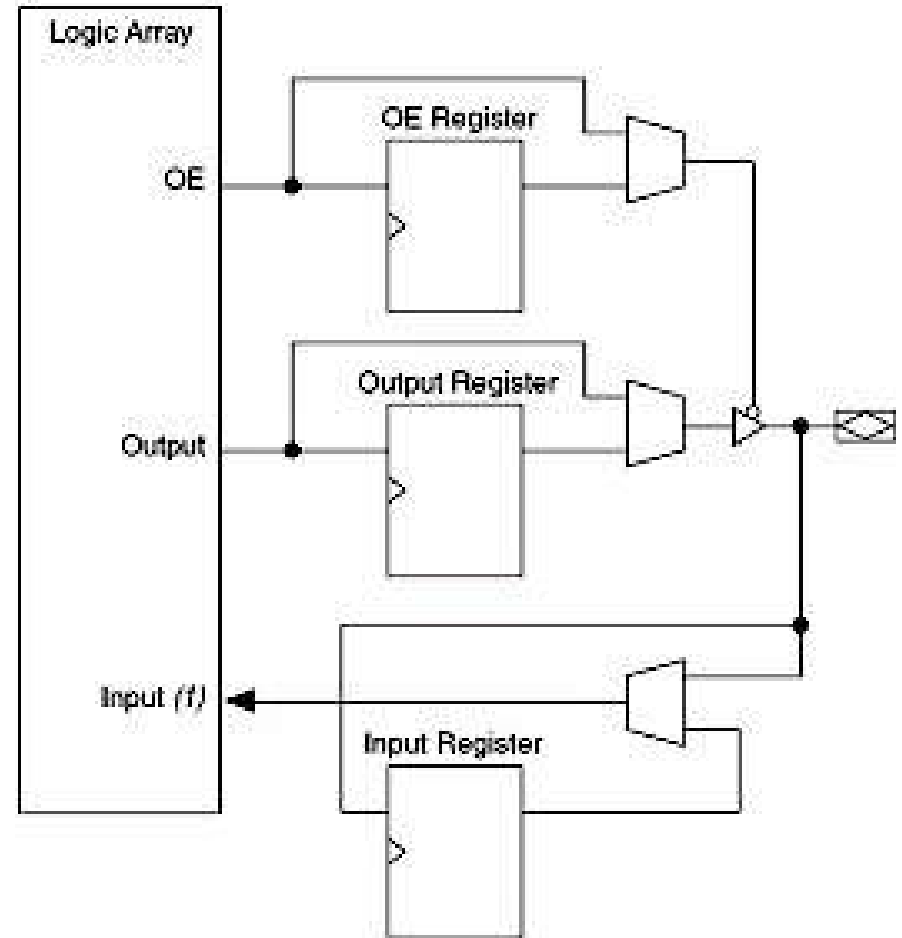 Logic Array
OE Register
OE
Output Register
Output
Input (1)
Input Register